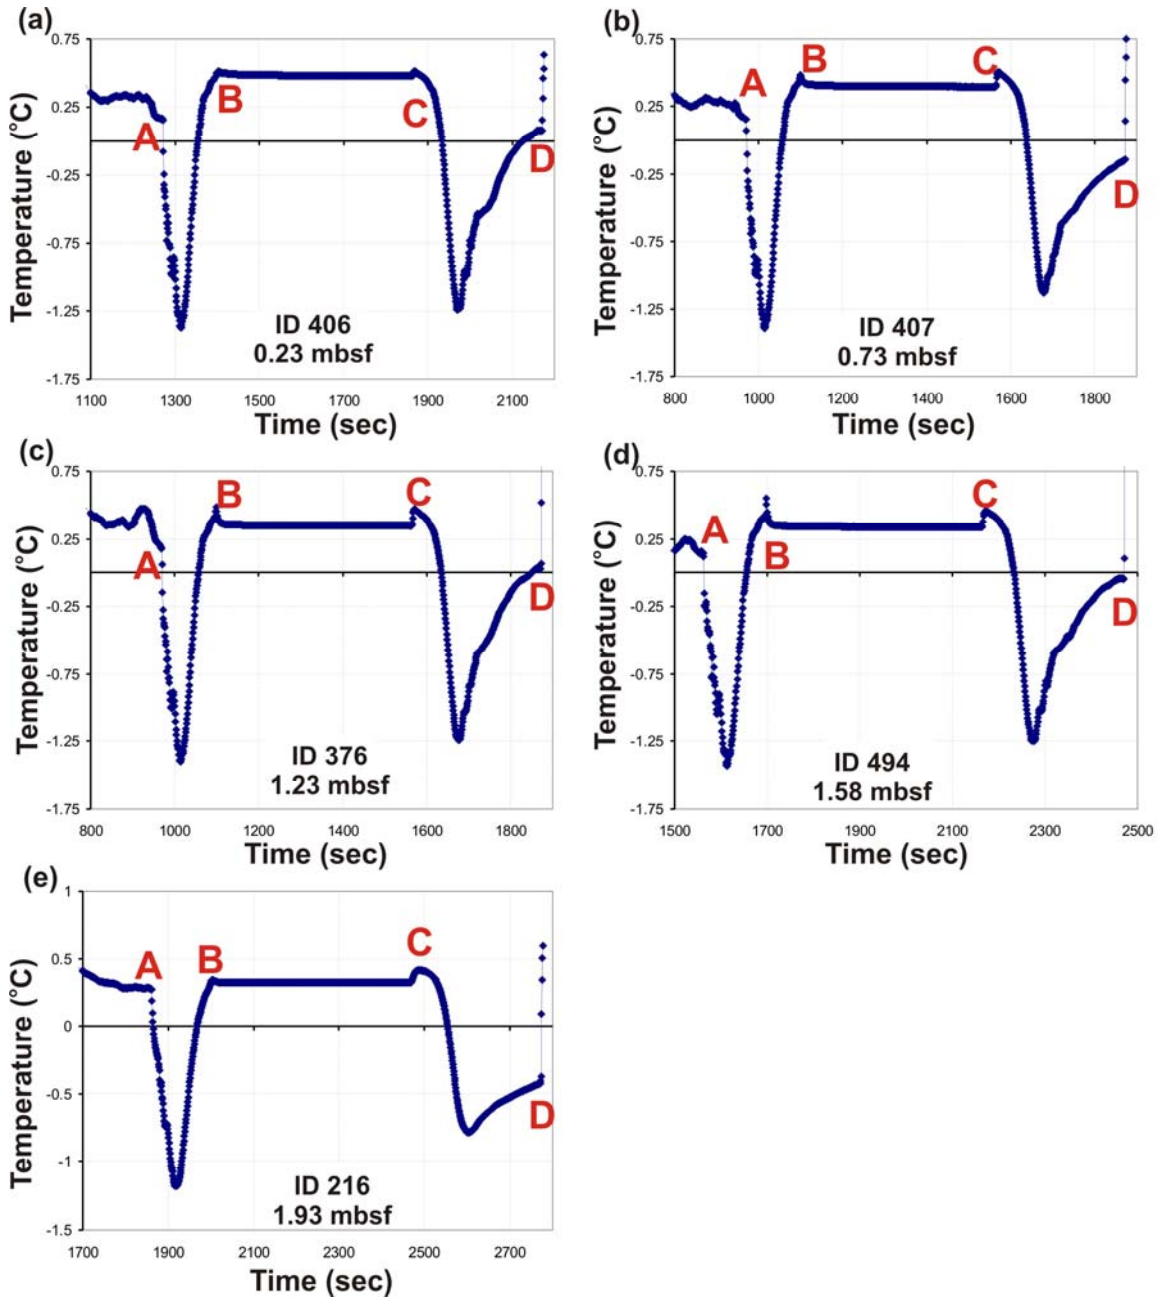 (a)
Temperature (°C)
0.75
0.25
-0.25
-0.75
-1.25
-1.75
A
B
C
D
ID 406
0.23 mbsf
1100 1300 1500 1700 1900 2100
Time (sec)
(b)
Temperature (°C)
0.75
0.25
-0.25
-0.75
-1.25
-1.75
A
B
C
D
ID 407
0.73 mbsf
800 1000 1200 1400 1600 1800
Time (sec)
(c)
Temperature (°C)
0.75
0.25
-0.25
-0.75
-1.25
-1.75
A
B
C
D
ID 376
1.23 mbsf
800 1000 1200 1400 1600 1800
Time (sec)
(d)
Temperature (°C)
0.75
0.25
-0.25
-0.75
-1.25
-1.75
A
B
C
D
ID 494
1.58 mbsf
1500 1700 1900 2100 2300 2500
Time (sec)
(e)
Temperature (°C)
1
0.5
0
-0.5
-1
-1.5
A
B
C
D
ID 216
1.93 mbsf
1700 1900 2100 2300 2500 2700
Time (sec)